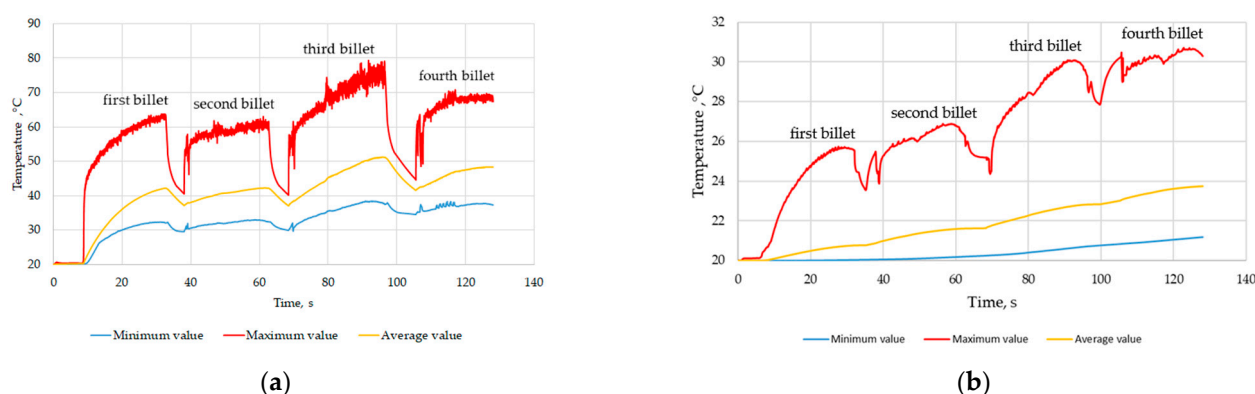 90
80
70
60
50
40
30
20
Temperature ,°C
first billet
second billet
third billet
fourth billet
0
20
40
60
80
100
120
140
Time, s
Minimum value
Maximum value
Average value
(a)
32
30
28
26
24
22
20
Temperature ,°C
first billet
second billet
third billet
fourth billet
0
20
40
60
80
100
120
140
Time, s
Minimum value
Maximum value
Average value
(b)